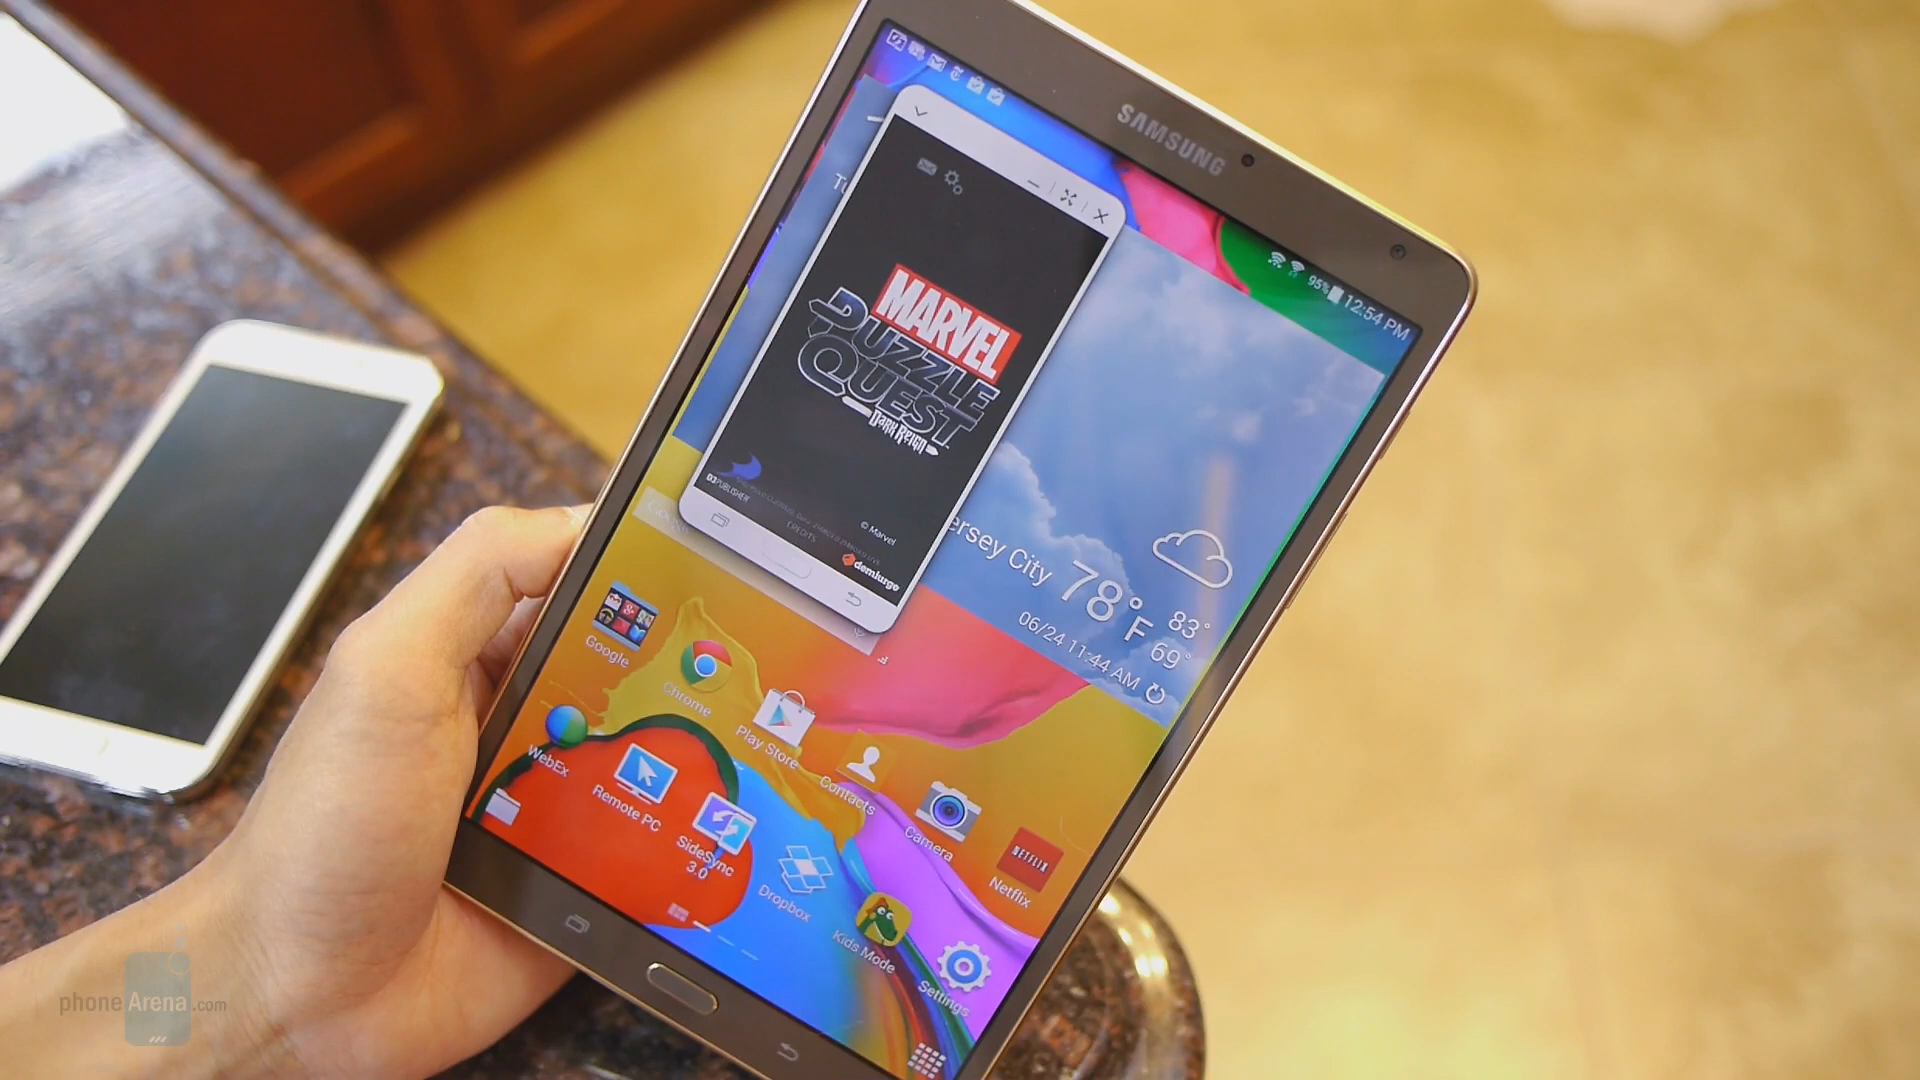 SAMSUNG
95% 12:54 PM
MARVEL
PUZZLE
QUEST
DARK REIGN
D3PUBLISHER
CREDITS
© Marvel
demiurge
ersey City
78° F
83°
69°
06/24 11:44 AM
Google
Chrome
Play Store
Contacts
Camera
NETFLIX
Netflix
WebEx
Remote PC
SideSync
3.0
Dropbox
Kids Mode
Settings
phoneArena.com